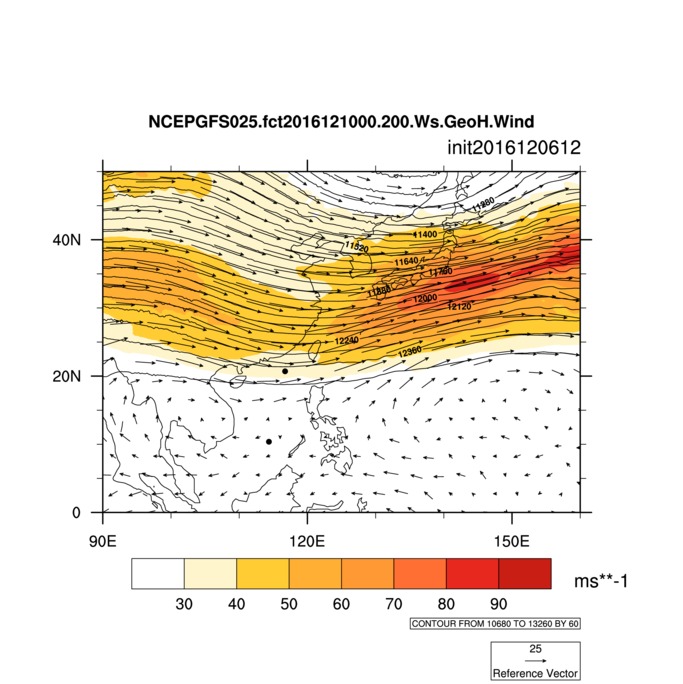 NCEPGFS025.fct2016121000.200.Ws.GeoH.Wind
init2016120612
11280
11400
11520
11640
11760
11880
12000
12120
12240
12360
40N
20N
0
90E 120E 150E
30 40 50 60 70 80 90
ms**-1
CONTOUR FROM 10680 TO 13260 BY 60
25
Reference Vector